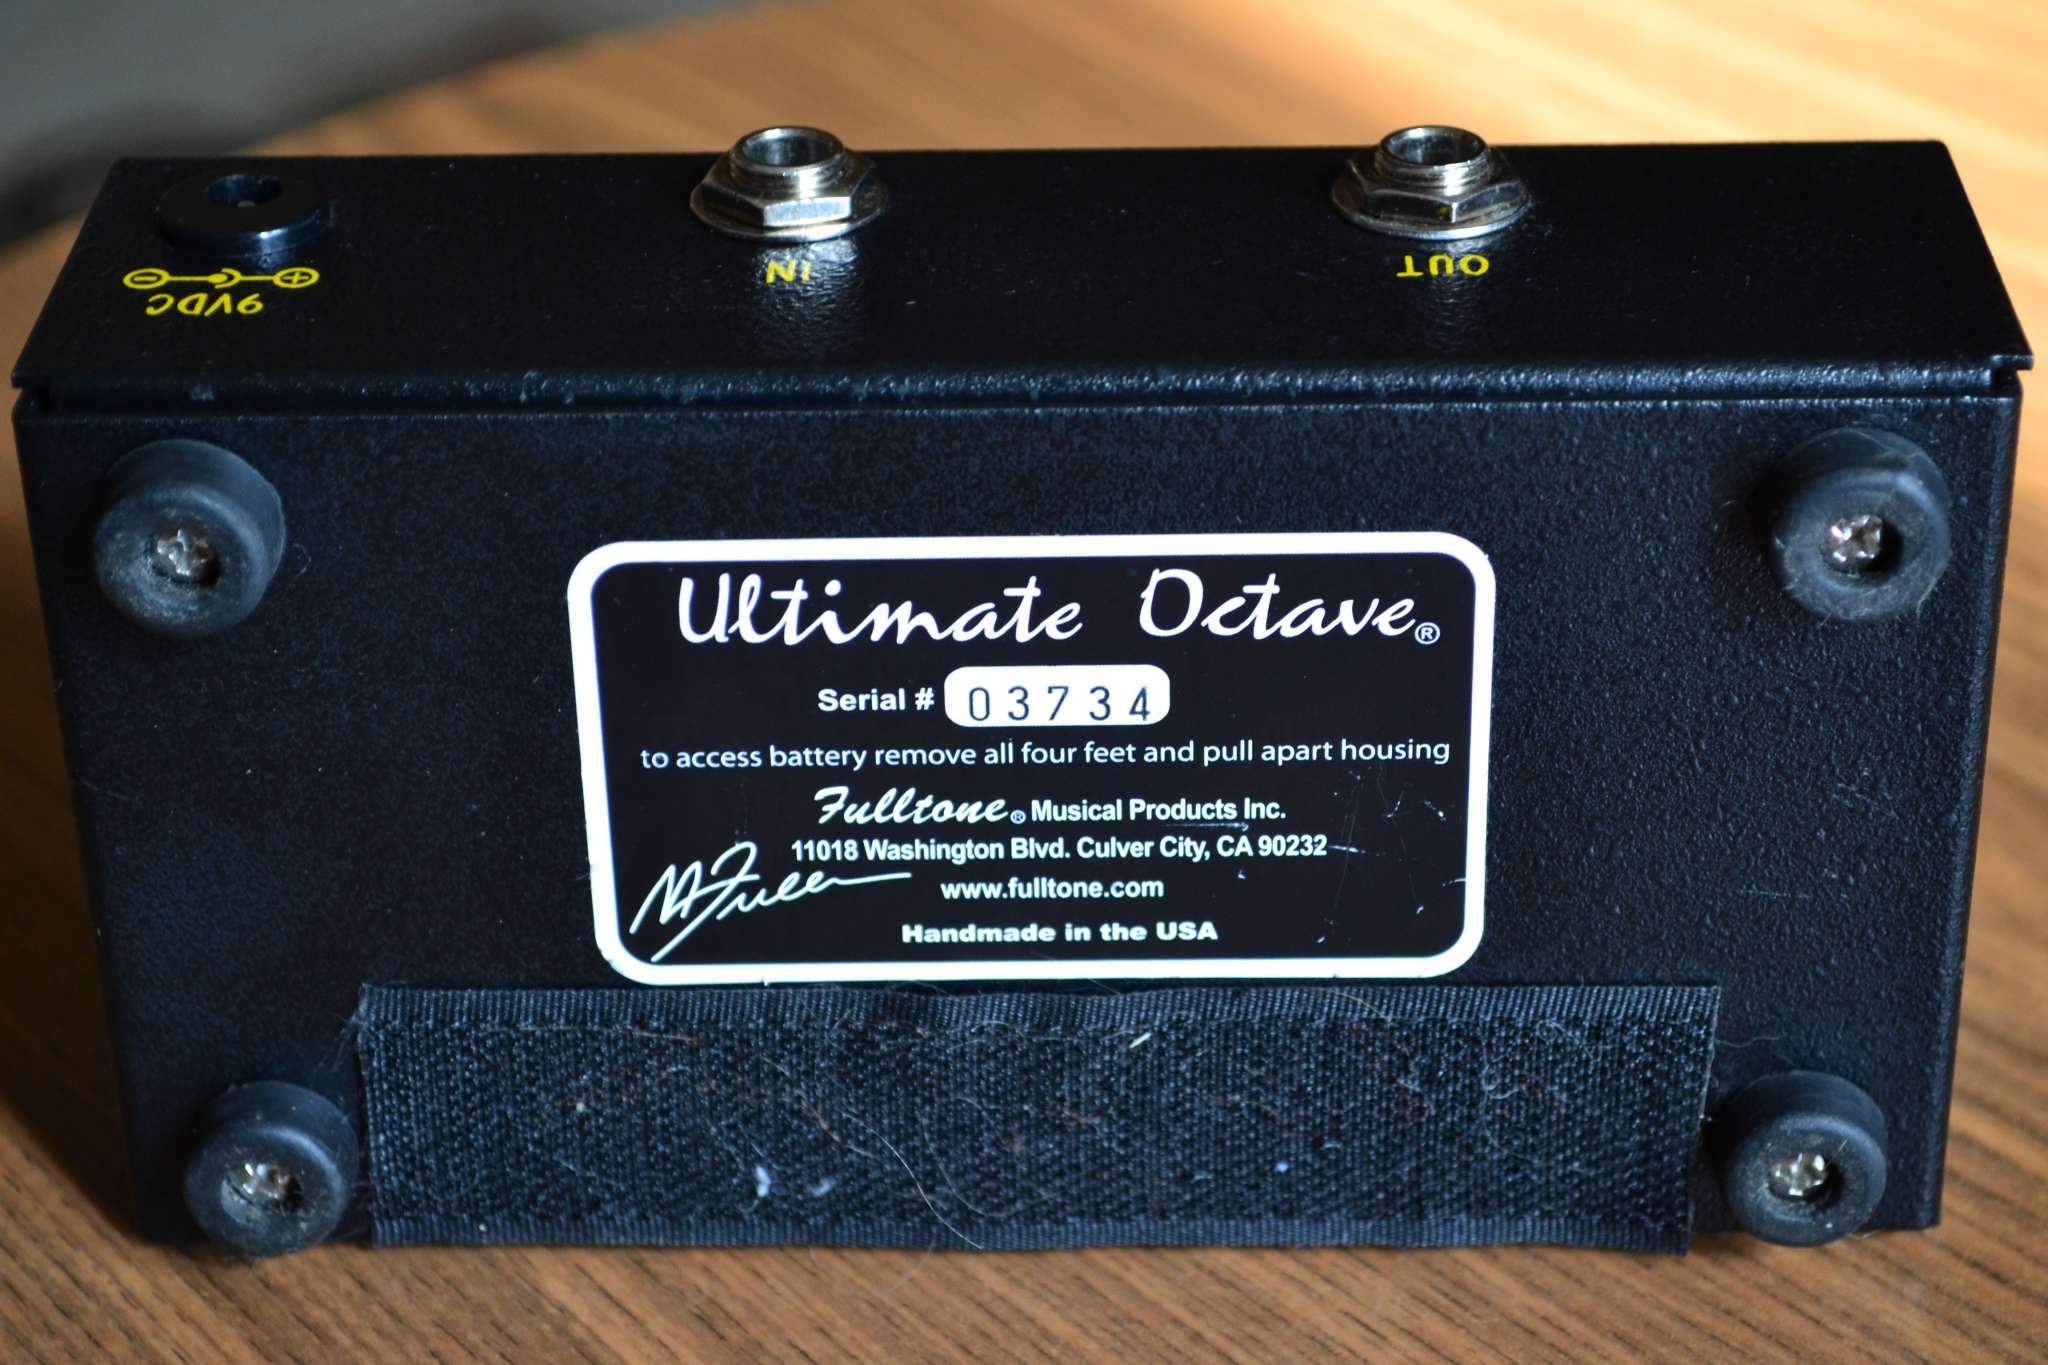 9VDC
IN
OUT
Ultimate Octave®
Serial # 03734
to access battery remove all four feet and pull apart housing
Fulltone® Musical Products Inc.
11018 Washington Blvd. Culver City, CA 90232
www.fulltone.com
Handmade in the USA